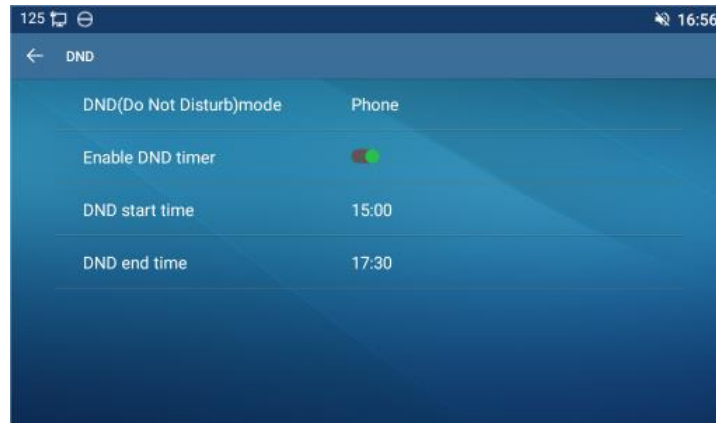 125 16:56
DND
DND(Do Not Disturb)mode Phone
Enable DND timer
DND start time 15:00
DND end time 17:30